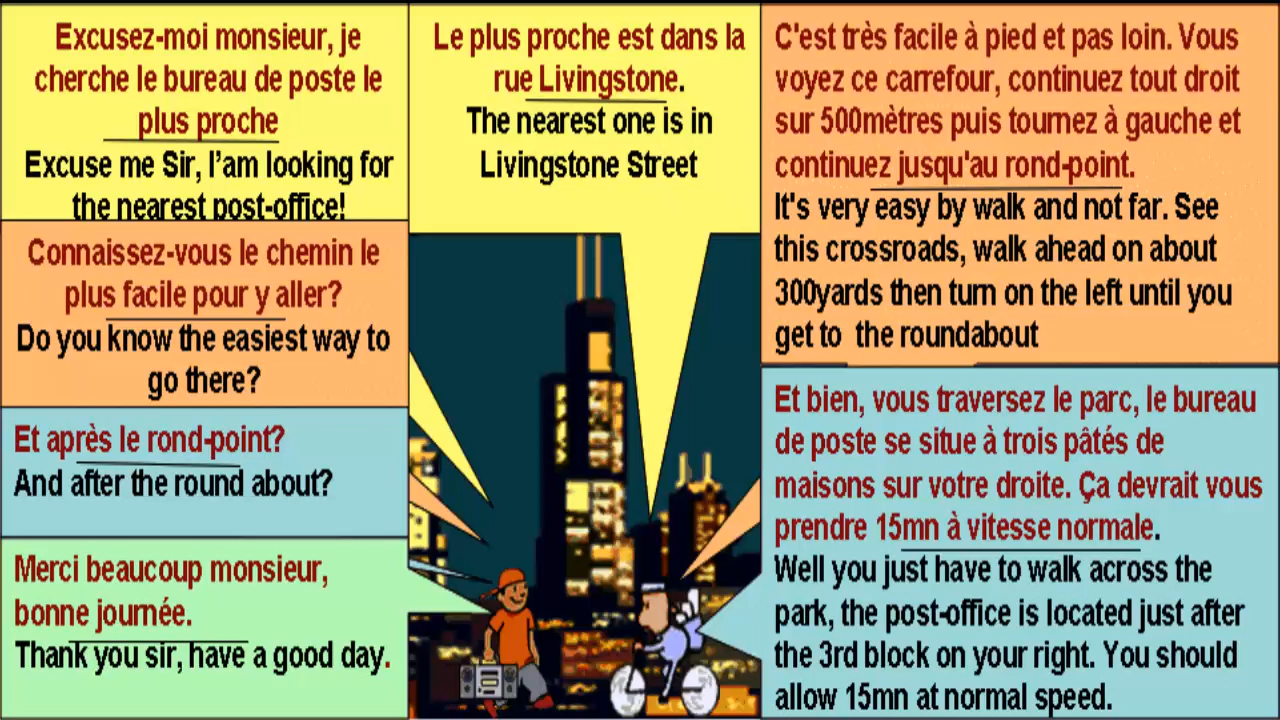 Excusez-moi monsieur, je
cherche le bureau de poste le
plus proche
Excuse me Sir, I'am looking for
the nearest post-office!
Connaissez-vous le chemin le
plus facile pour y aller?
Do you know the easiest way to
go there?
Et après le rond-point?
And after the round about?
Merci beaucoup monsieur,
bonne journée.
Thank you sir, have a good day.
Le plus proche est dans la
rue Livingstone.
The nearest one is in
Livingstone Street
C'est très facile à pied et pas loin. Vous
voyez ce carrefour, continuez tout droit
sur 500mètres puis tournez à gauche et
continuez jusqu'au rond-point.
It's very easy by walk and not far. See
this crossroads, walk ahead on about
300yards then turn on the left until you
get to the roundabout
Et bien, vous traversez le parc, le bureau
de poste se situe à trois pâtés de
maisons sur votre droite. Ça devrait vous
prendre 15mn à vitesse normale.
Well you just have to walk across the
park, the post-office is located just after
the 3rd block on your right. You should
allow 15mn at normal speed.